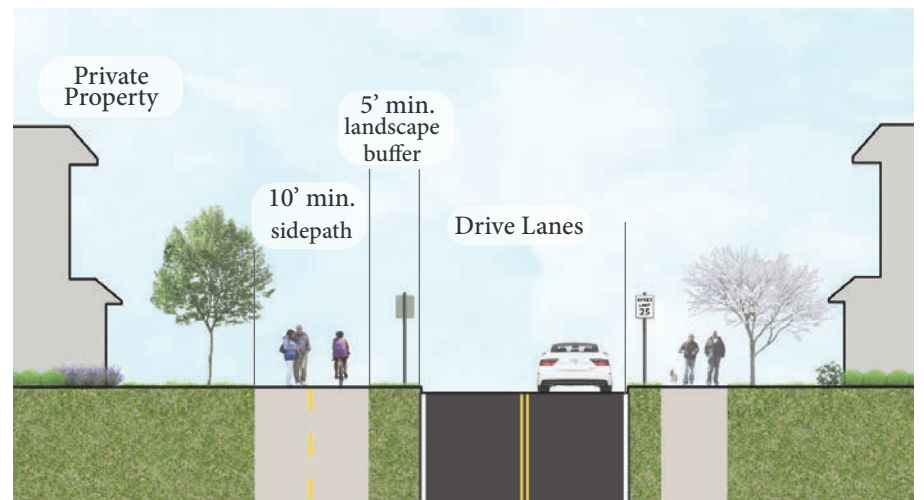 Private
Property
5’ min.
landscape
buffer
10’ min.
sidepath
Drive Lanes
SPEED
LIMIT
25